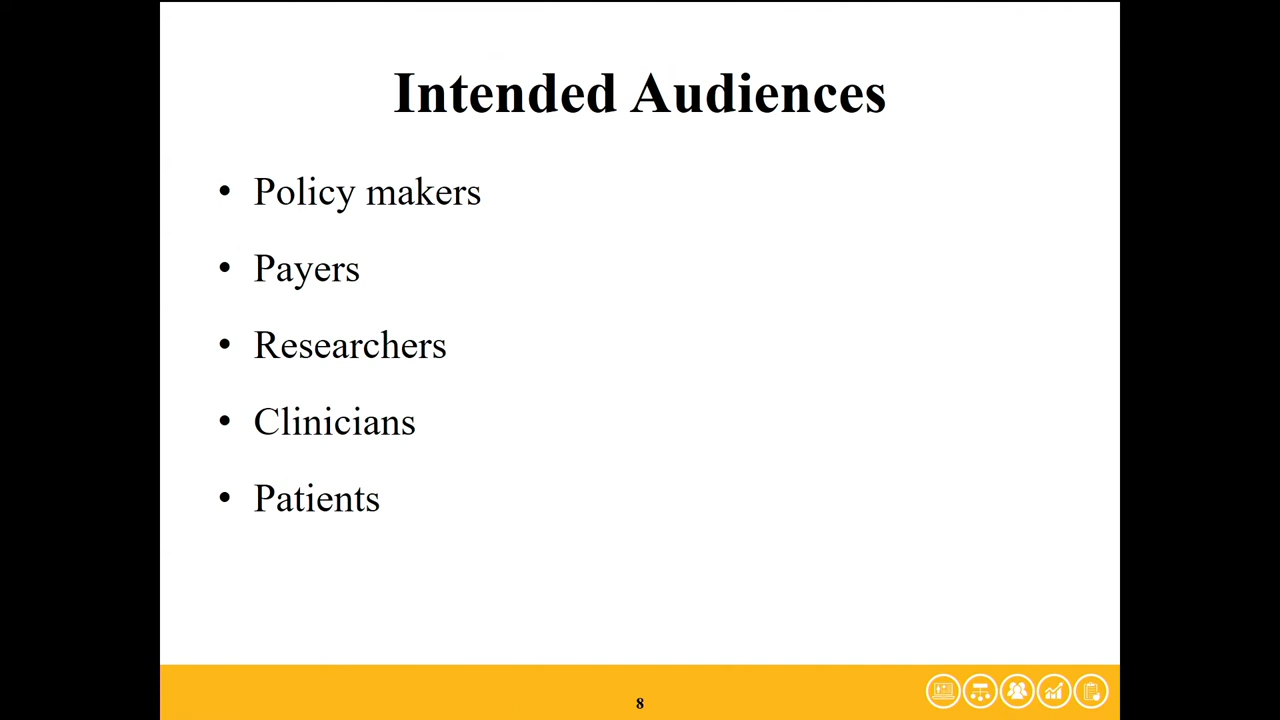 Intended Audiences
• Policy makers
• Payers
• Researchers
• Clinicians
• Patients
8